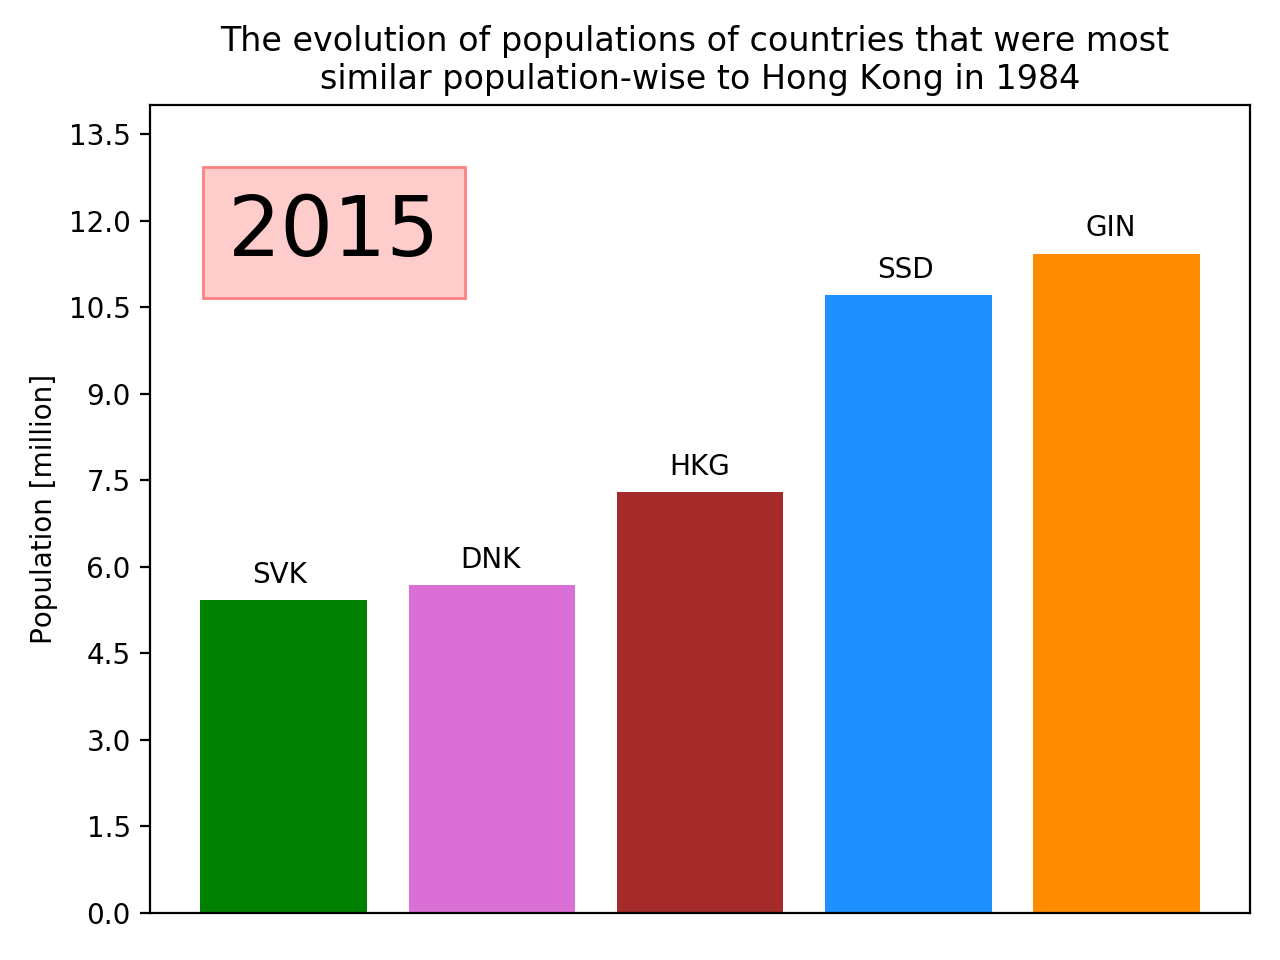 The evolution of populations of countries that were most
similar population-wise to Hong Kong in 1984
2015
Population [million]
13.5
12.0
10.5
9.0
7.5
6.0
4.5
3.0
1.5
0.0
SVK
DNK
HKG
SSD
GIN